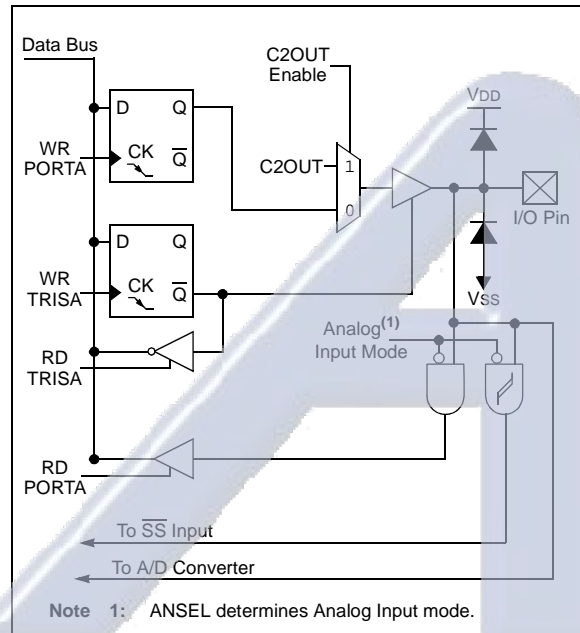 Data Bus
C2OUT
Enable
VDD
D Q
WR
PORTA
CK Q
C2OUT
1
0
I/O Pin
D Q
WR
TRISA
CK Q
VSS
Analog(1)
Input Mode
RD
TRISA
RD
PORTA
To SS Input
To A/D Converter
Note 1: ANSEL determines Analog Input mode.